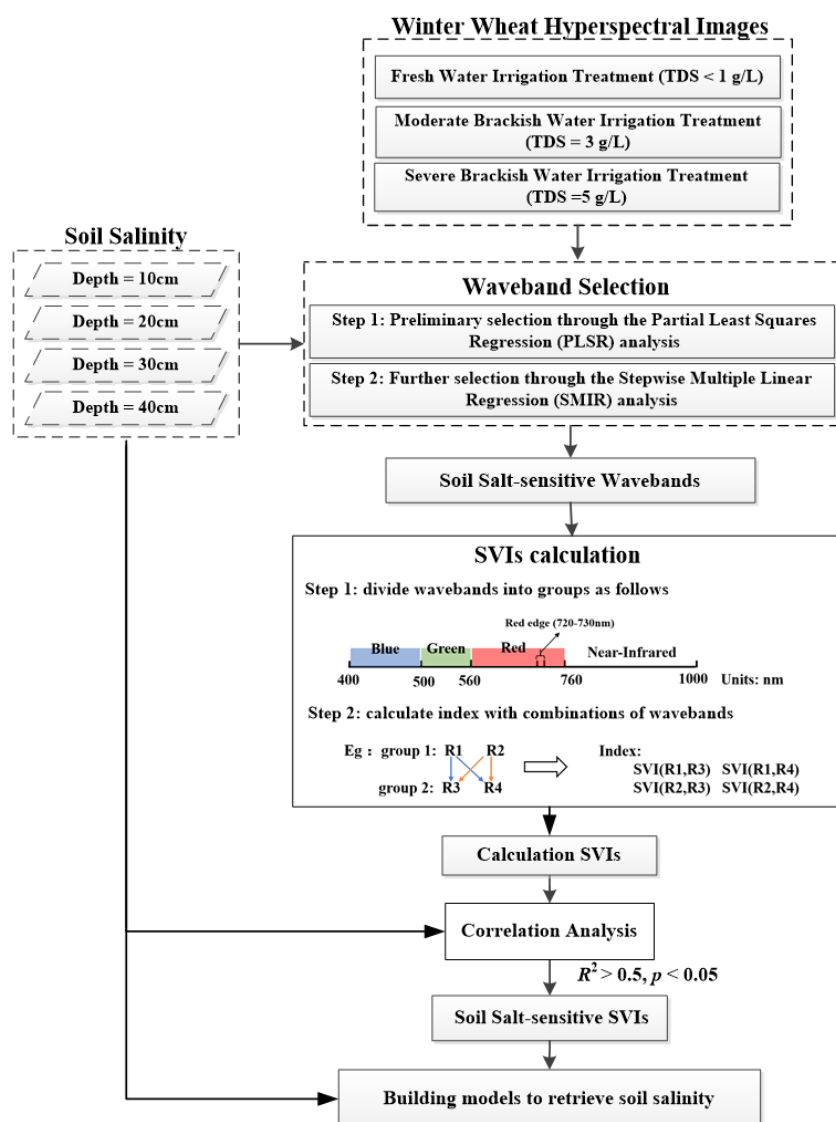 Winter Wheat Hyperspectral Images
Fresh Water Irrigation Treatment (TDS < 1 g/L)
Moderate Brackish Water Irrigation Treatment
(TDS = 3 g/L)
Severe Brackish Water Irrigation Treatment
(TDS =5 g/L)
Soil Salinity
Depth = 10cm
Depth = 20cm
Depth = 30cm
Depth = 40cm
Waveband Selection
Step 1: Preliminary selection through the Partial Least Squares
Regression (PLSR) analysis
Step 2: Further selection through the Stepwise Multiple Linear
Regression (SMIR) analysis
Soil Salt-sensitive Wavebands
SVIs calculation
Step 1: divide wavebands into groups as follows
Red edge (720-730nm)
Blue Green Red Near-Infrared
400 500 560 760 1000 Units: nm
Step 2: calculate index with combinations of wavebands
Eg : group 1: R1 R2 Index:
SVI(R1,R3) SVI(R1,R4)
group 2: R3 R4 SVI(R2,R3) SVI(R2,R4)
Calculation SVIs
Correlation Analysis
R² > 0.5, p < 0.05
Soil Salt-sensitive SVIs
Building models to retrieve soil salinity